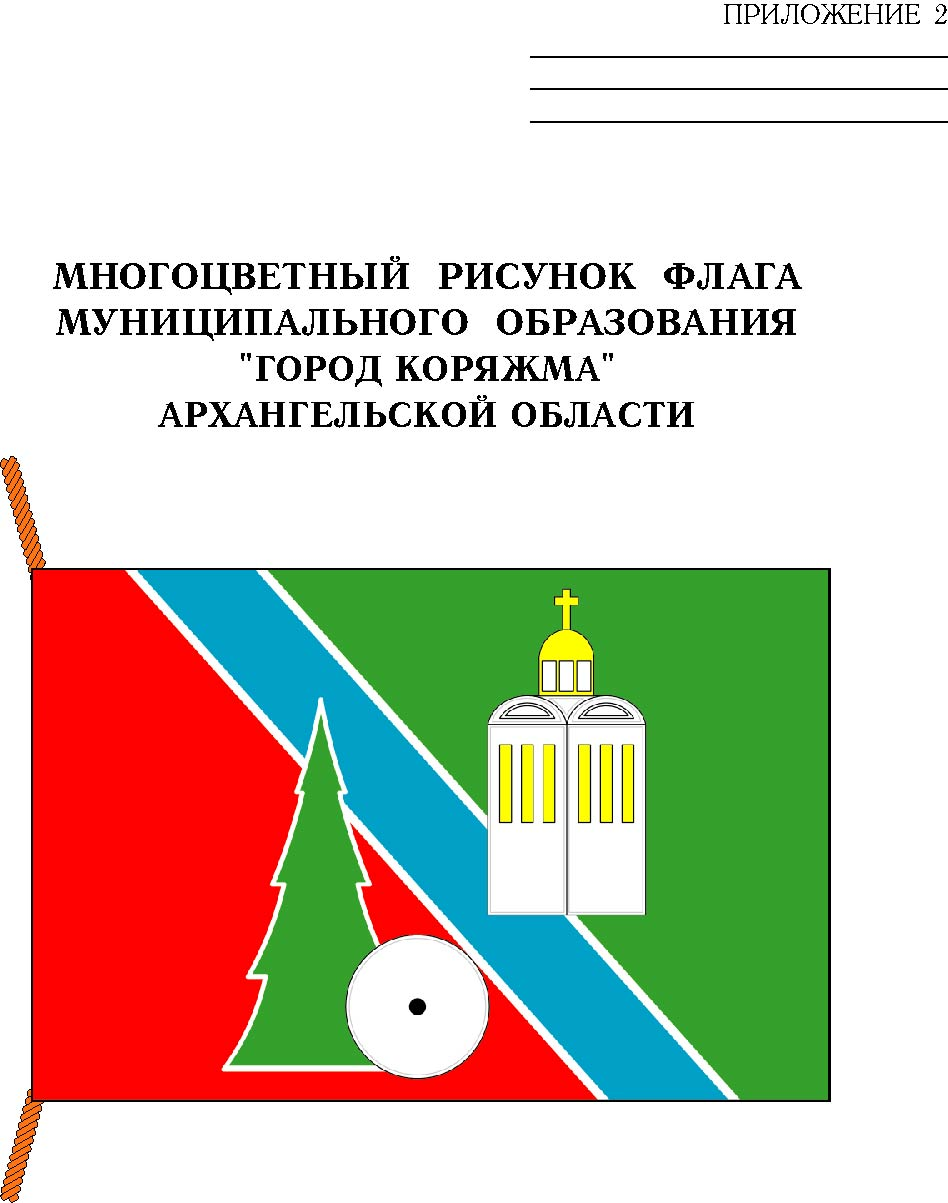 ПРИЛОЖЕНИЕ 2
МНОГОЦВЕТНЫЙ РИСУНОК ФЛАГА
МУНИЦИПАЛЬНОГО ОБРАЗОВАНИЯ
"ГОРОД КОРЯЖМА"
АРХАНГЕЛЬСКОЙ ОБЛАСТИ